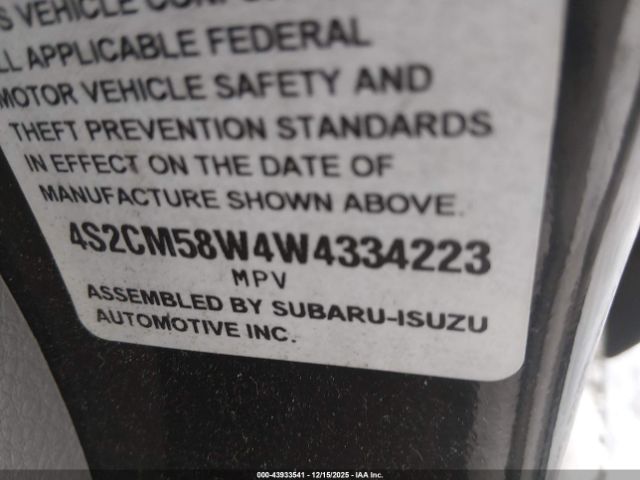 S VEHICLE
APPLICABLE FEDERAL
MOTOR VEHICLE SAFETY AND
THEFT PREVENTION STANDARDS
IN EFFECT ON THE DATE OF
MANUFACTURE SHOWN ABOVE.
4S2CM58W4W4334223
MPV
ASSEMBLED BY SUBARU-ISUZU
AUTOMOTIVE INC.
000-43933541 - 12/15/2025 - IAA Inc.